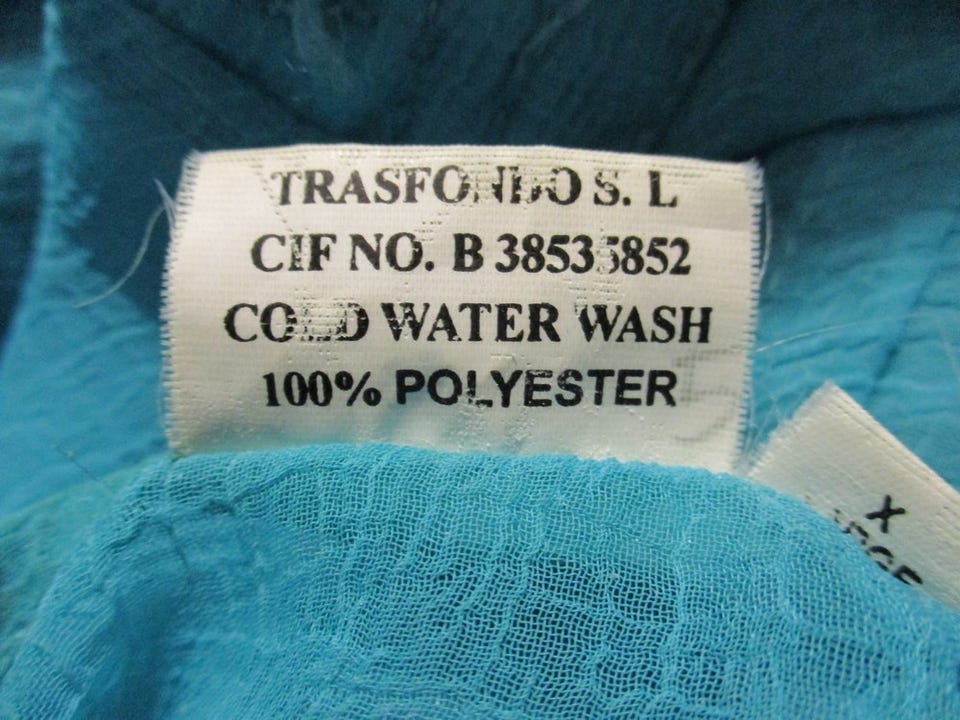 TRASFONDO S. L
CIF NO. B 38535852
COLD WATER WASH
100% POLYESTER
X